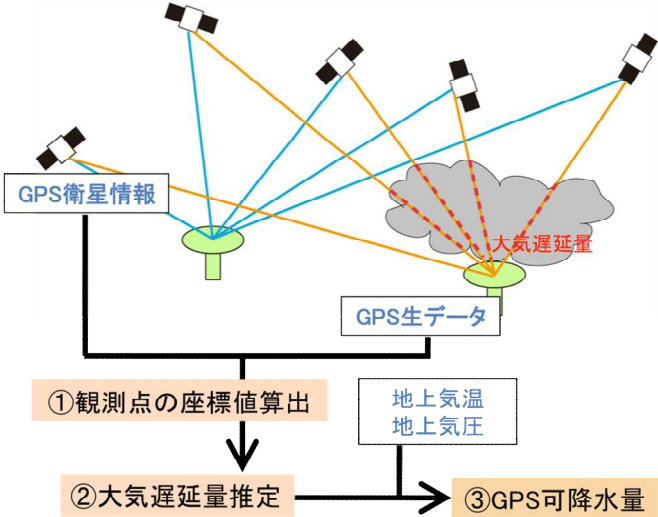 GPS衛星情報
大気遅延量
GPS生データ
①観測点の座標値算出
地上気温
地上気圧
②大気遅延量推定
③GPS可降水量